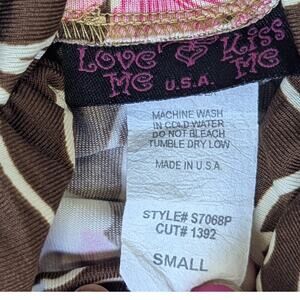 LOVE KISS
ME U.S.A. ME
MACHINE WASH
IN COLD WATER
DO NOT BLEACH
TUMBLE DRY LOW
MADE IN U.S.A
STYLE# S7068P
CUT# 1392
SMALL